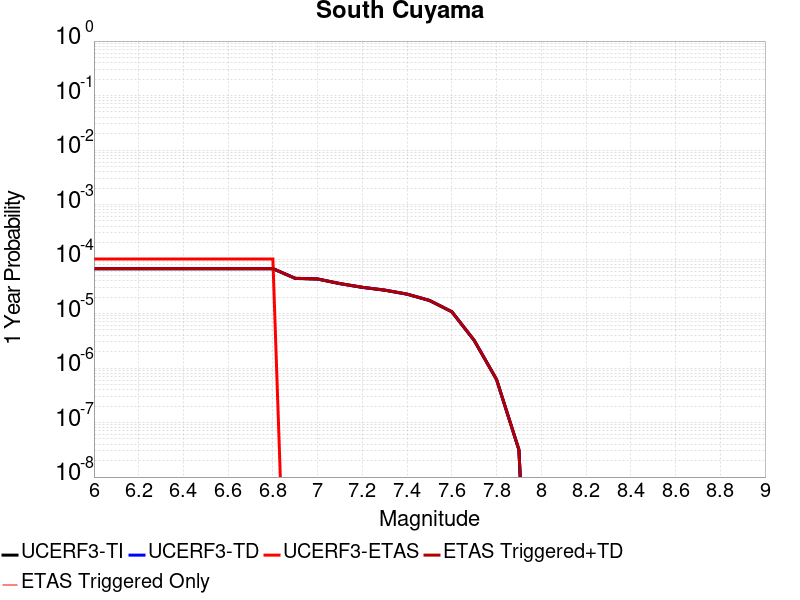 South Cuyama
10^0
10^-1
10^-2
10^-3
10^-4
10^-5
10^-6
10^-7
10^-8
1 Year Probability
6 6.2 6.4 6.6 6.8 7 7.2 7.4 7.6 7.8 8 8.2 8.4 8.6 8.8 9
Magnitude
UCERF3-TI UCERF3-TD UCERF3-ETAS ETAS Triggered+TD
ETAS Triggered Only